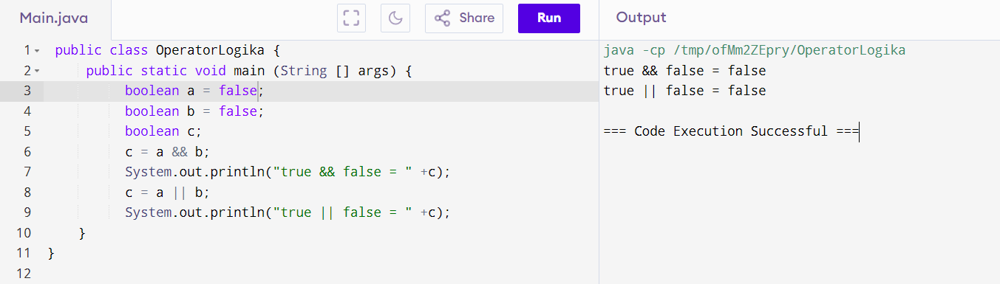 Main.java
Share
Run
Output
1 public class OperatorLogika {
2 public static void main (String [] args) {
3 boolean a = false;
4 boolean b = false;
5 boolean c;
6 c = a && b;
7 System.out.println("true && false = " +c);
8 c = a || b;
9 System.out.println("true || false = " +c);
10 }
11 }
12
java -cp /tmp/ofMm2ZEpry/OperatorLogika
true && false = false
true || false = false
=== Code Execution Successful ===